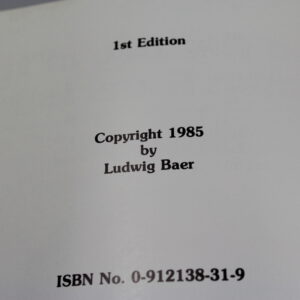 1st Edition
Copyright 1985
by
Ludwig Baer
ISBN No. 0-912138-31-9